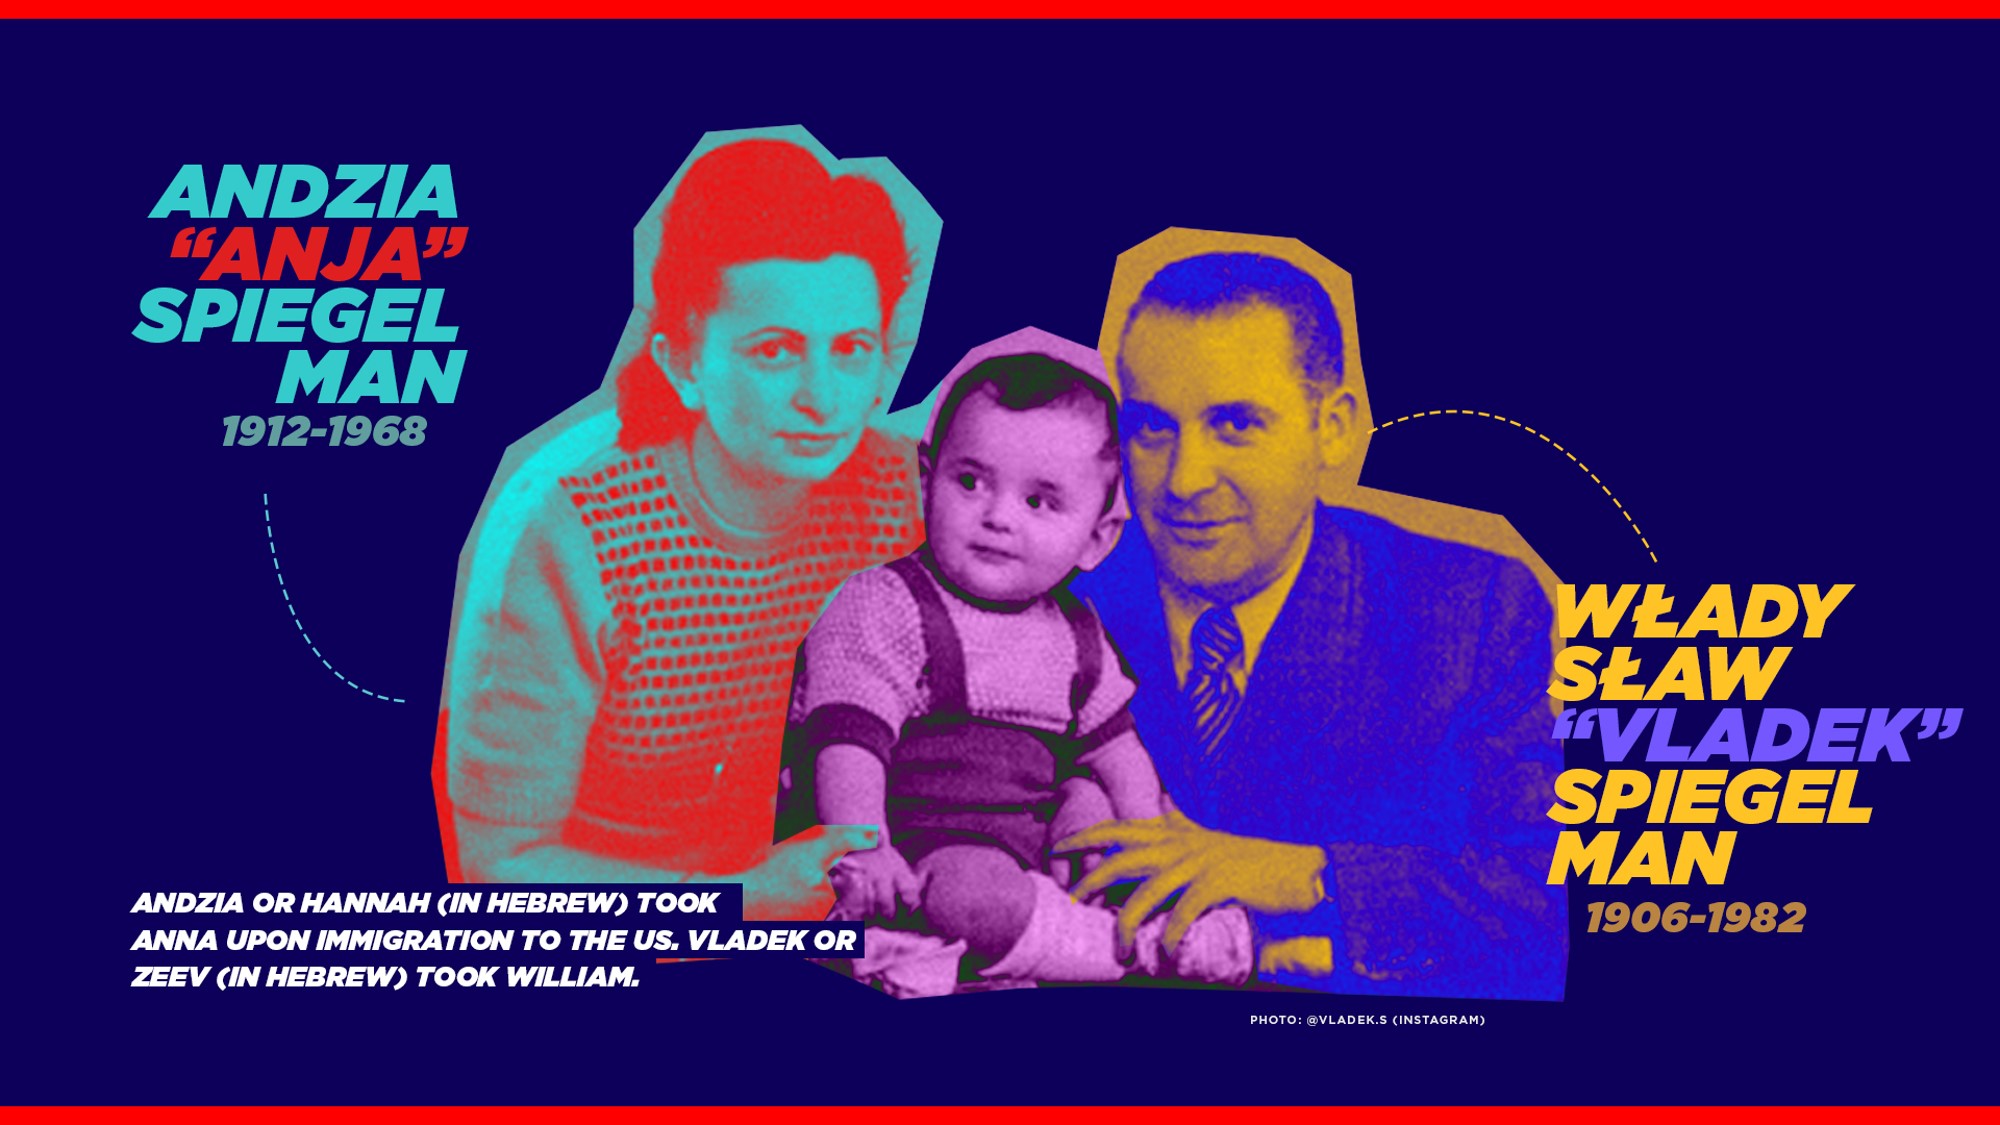 ANDZIA
“ANJA”
SPIEGEL
MAN
1912-1968
WŁADY
SŁAW
“VLADEK”
SPIEGEL
MAN
1906-1982
ANDZIA OR HANNAH (IN HEBREW) TOOK
ANNA UPON IMMIGRATION TO THE US. VLADEK OR
ZEEV (IN HEBREW) TOOK WILLIAM.
PHOTO: @VLADEK.S (INSTAGRAM)